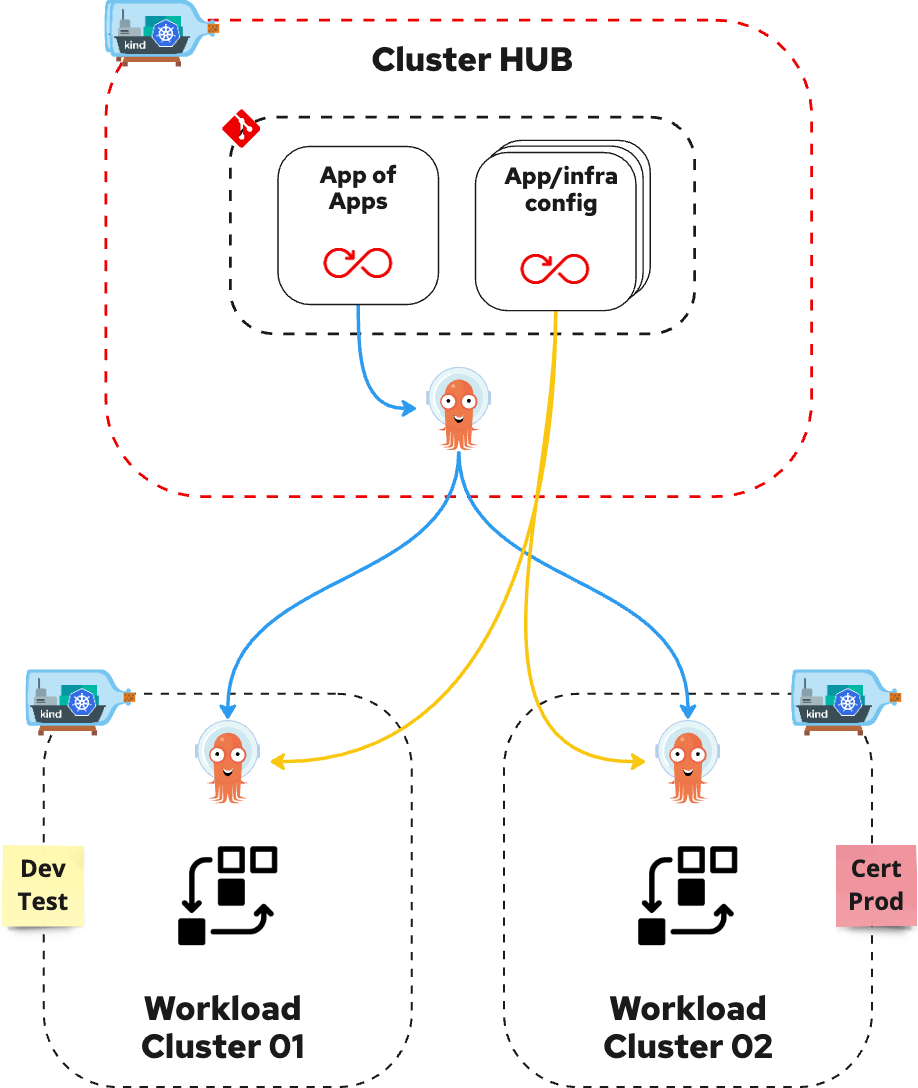 kind
Cluster HUB
App of
Apps
App/infra
config
kind
kind
Dev
Test
Cert
Prod
Workload
Cluster 01
Workload
Cluster 02